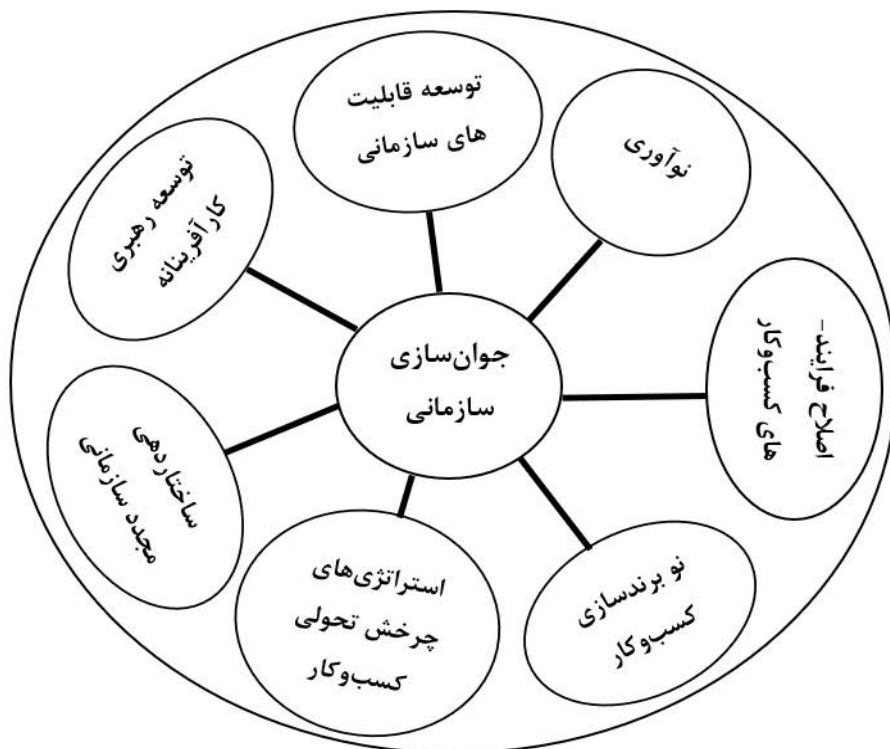 توسعه قابلیت
های سازمانی
نوآوری
اصلاح فرایند-
های کسب‌وکار
نو برندسازی
کسب‌وکار
استراتژی‌های
چرخش تحولی
کسب‌وکار
ساختاردهی
مجدد سازمانی
توسعه رهبری
کارآفرینانه
جوان‌سازی
سازمانی